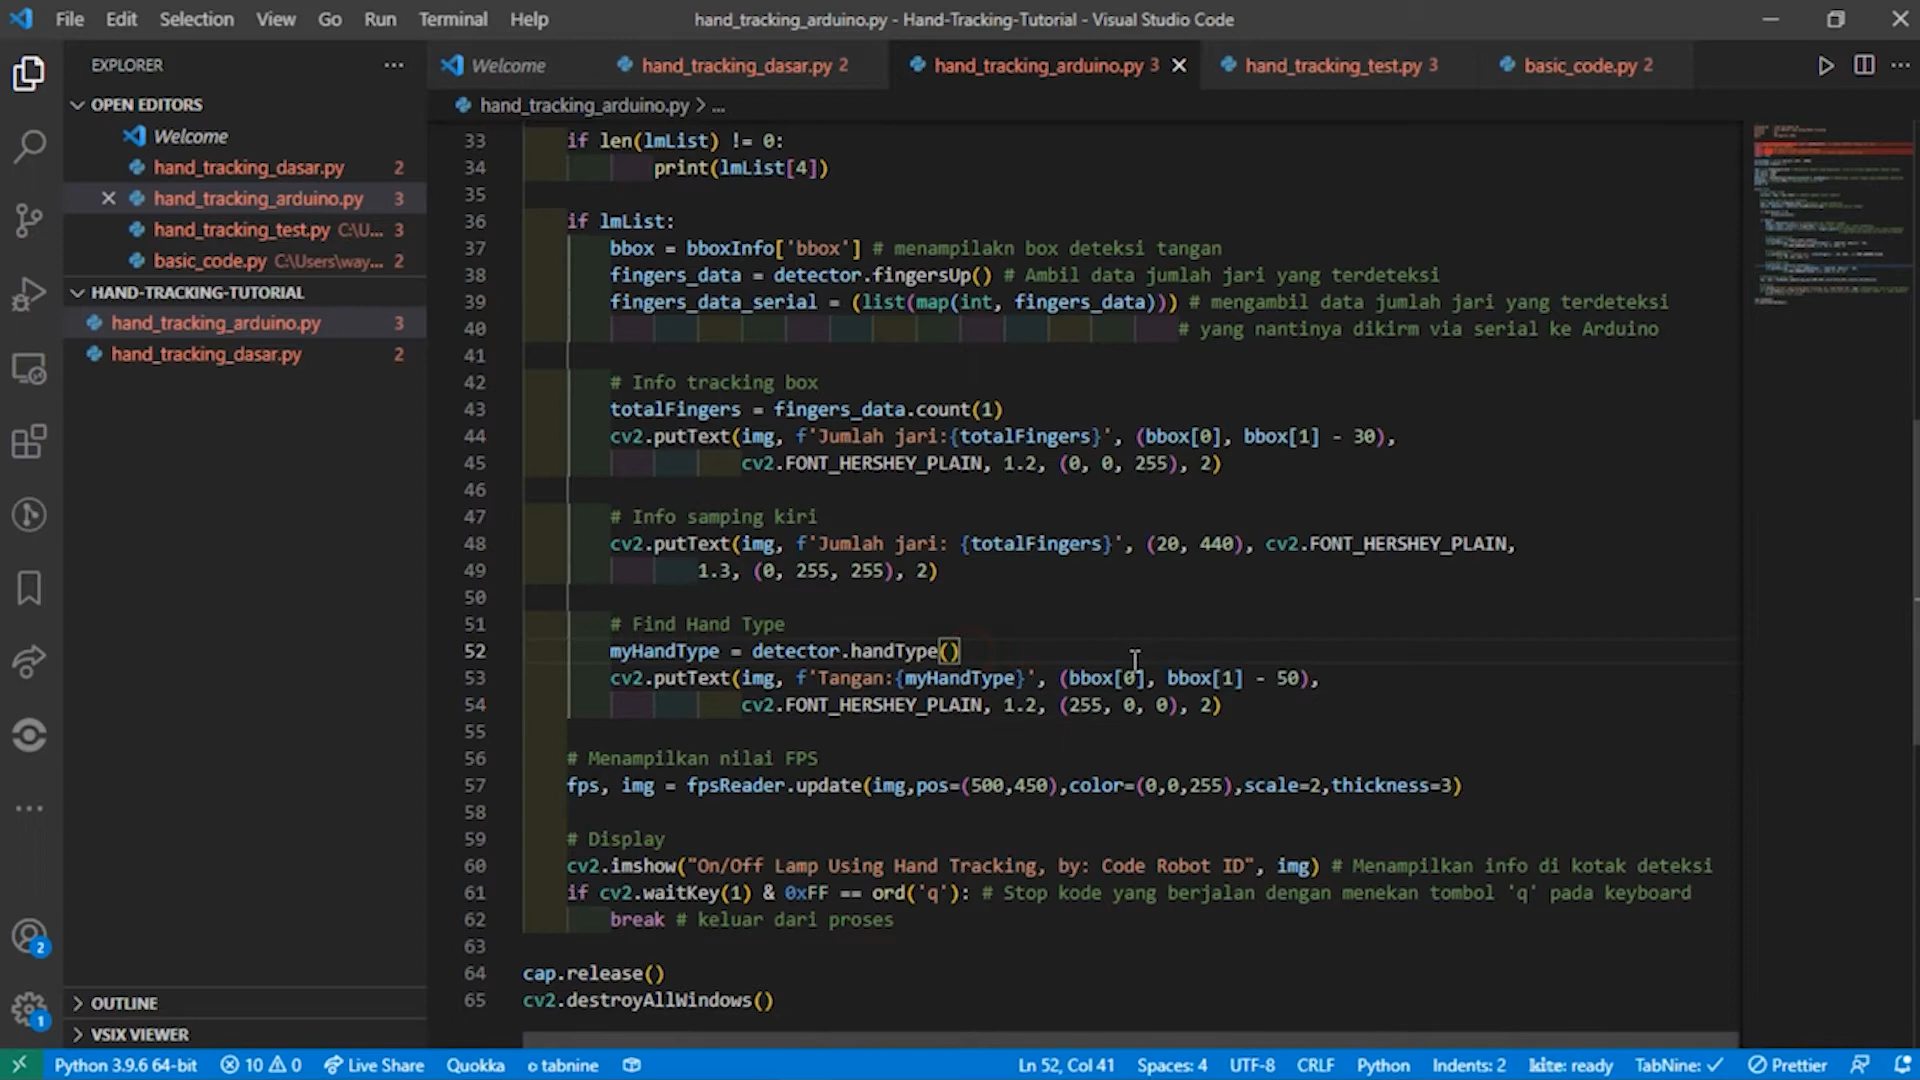 File Edit Selection View Go Run Terminal Help
hand_tracking_arduino.py - Hand-Tracking-Tutorial - Visual Studio Code
EXPLORER
OPEN EDITORS
Welcome
hand_tracking_dasar.py 2
hand_tracking_arduino.py 3
hand_tracking_test.py C:\U... 3
basic_code.py C:\Users\way... 2
HAND-TRACKING-TUTORIAL
hand_tracking_arduino.py 3
hand_tracking_dasar.py 2
OUTLINE
VSIX VIEWER
2
1
Welcome hand_tracking_dasar.py 2 hand_tracking_arduino.py 3 hand_tracking_test.py 3 basic_code.py 2
hand_tracking_arduino.py > ...
33 if len(lmList) != 0:
34 print(lmList[4])
35
36 if lmList:
37 bbox = bboxInfo['bbox'] # menampilakn box deteksi tangan
38 fingers_data = detector.fingersUp() # Ambil data jumlah jari yang terdeteksi
39 fingers_data_serial = (list(map(int, fingers_data))) # mengambil data jumlah jari yang terdeteksi
40 # yang nantinya dikirm via serial ke Arduino
41
42 # Info tracking box
43 totalFingers = fingers_data.count(1)
44 cv2.putText(img, f'Jumlah jari:{totalFingers}', (bbox[0], bbox[1] - 30),
45 cv2.FONT_HERSHEY_PLAIN, 1.2, (0, 0, 255), 2)
46
47 # Info samping kiri
48 cv2.putText(img, f'Jumlah jari: {totalFingers}', (20, 440), cv2.FONT_HERSHEY_PLAIN,
49 1.3, (0, 255, 255), 2)
50
51 # Find Hand Type
52 myHandType = detector.handType()
53 cv2.putText(img, f'Tangan:{myHandType}', (bbox[0], bbox[1] - 50),
54 cv2.FONT_HERSHEY_PLAIN, 1.2, (255, 0, 0), 2)
55
56 # Menampilkan nilai FPS
57 fps, img = fpsReader.update(img,pos=(500,450),color=(0,0,255),scale=2,thickness=3)
58
59 # Display
60 cv2.imshow("On/Off Lamp Using Hand Tracking, by: Code Robot ID", img) # Menampilkan info di kotak deteksi
61 if cv2.waitKey(1) & 0xFF == ord('q'): # Stop kode yang berjalan dengan menekan tombol 'q' pada keyboard
62 break # keluar dari proses
63
64 cap.release()
65 cv2.destroyAllWindows()
Python 3.9.6 64-bit 10 0 Live Share Quokka tabnine Ln 52, Col 41 Spaces: 4 UTF-8 CRLF Python Indents: 2 kite: ready TabNine: ✓ Prettier